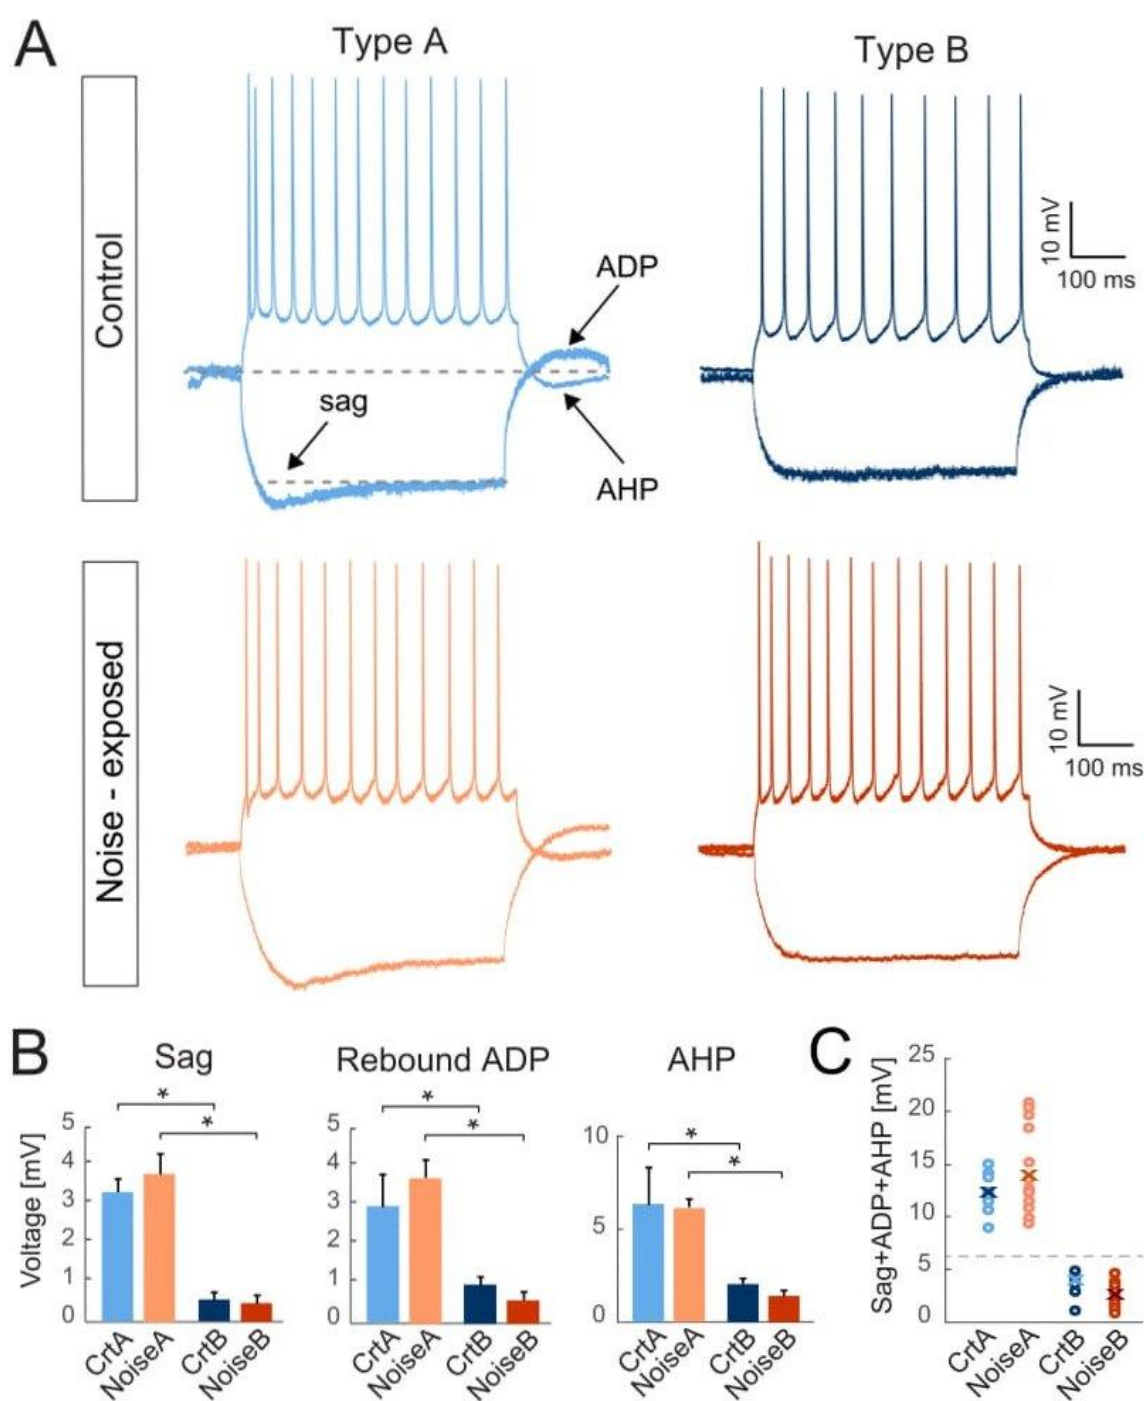 A
Type A
Type B
Control
ADP
sag
AHP
10 mV
100 ms
Noise - exposed
10 mV
100 ms
B
Sag
Rebound ADP
AHP
C
Voltage [mV]
5
4
3
2
1
0
*
*
CrtA
NoiseA
CrtB
NoiseB
5
4
3
2
1
0
*
*
CrtA
NoiseA
CrtB
NoiseB
10
5
0
*
*
CrtA
NoiseA
CrtB
NoiseB
Sag+ADP+AHP [mV]
25
20
15
10
5
0
CrtA
NoiseA
CrtB
NoiseB